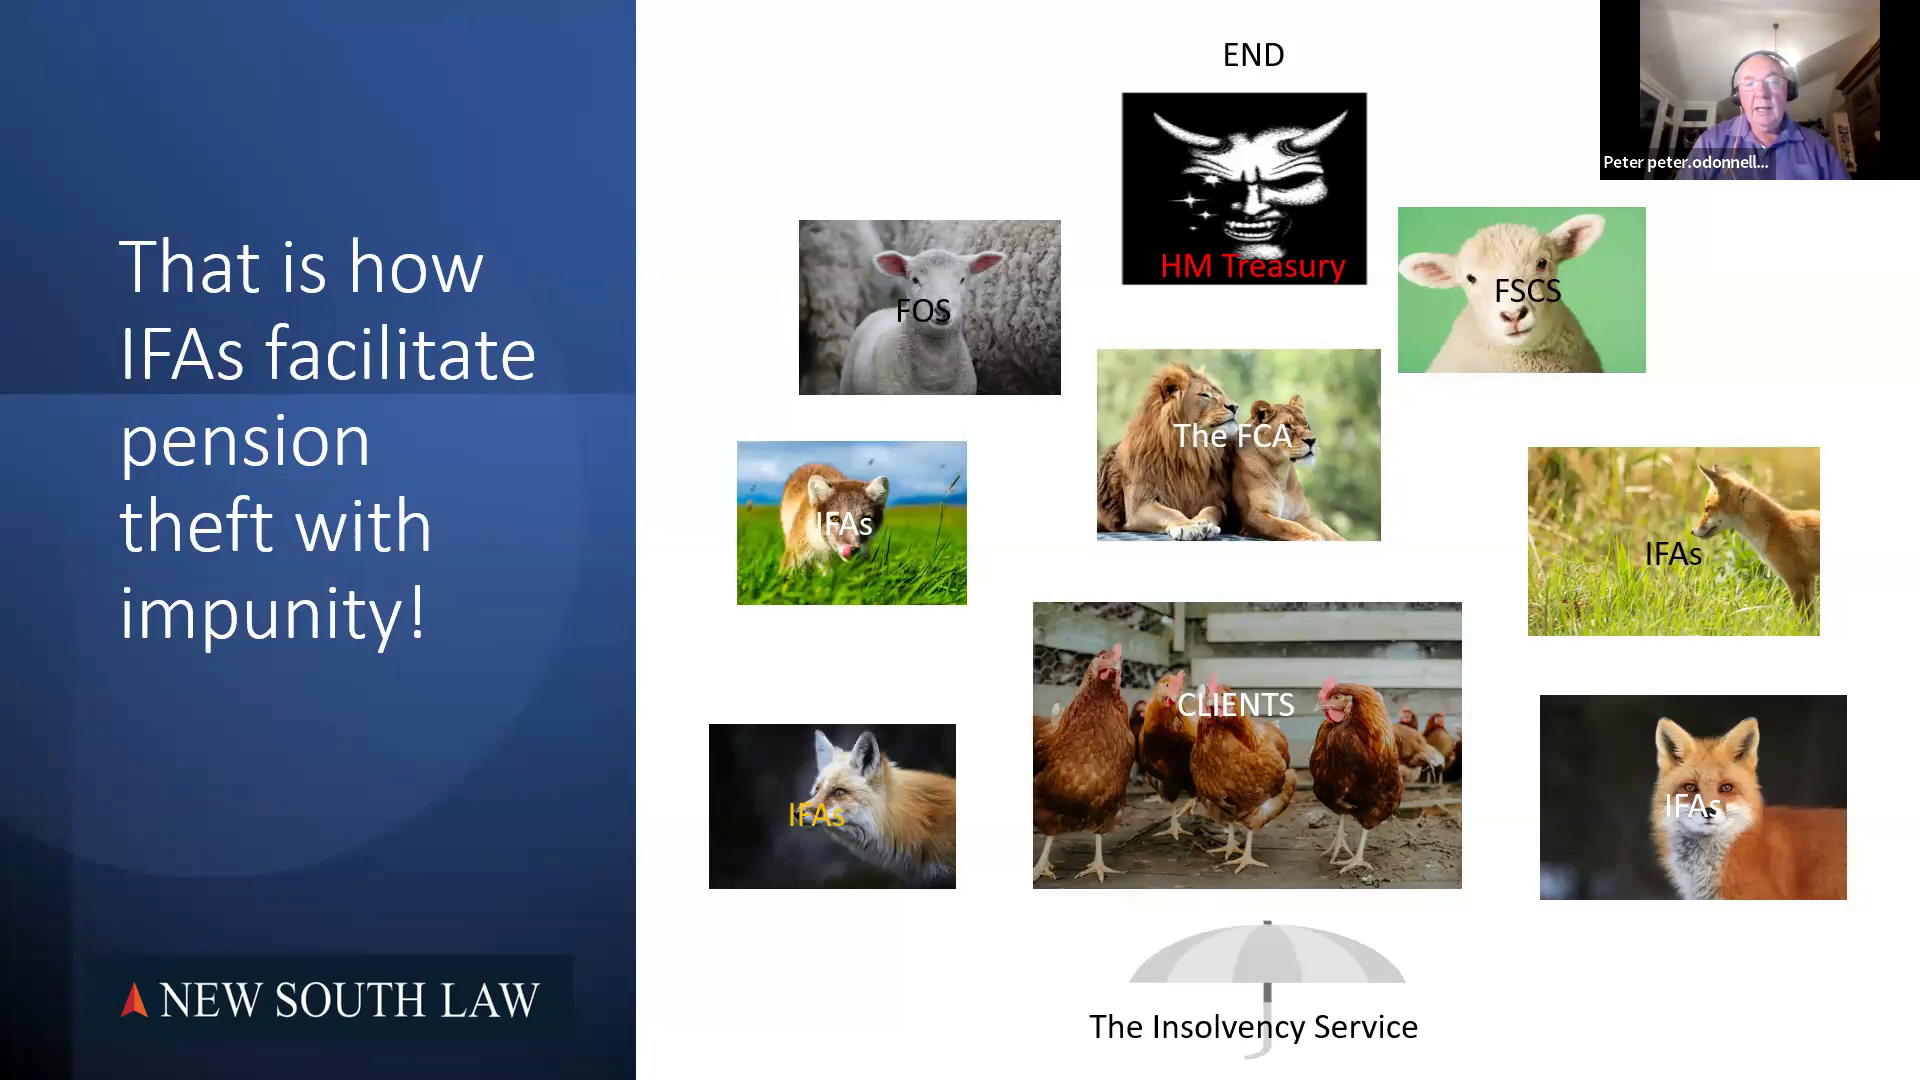 That is how
IFAs facilitate
pension
theft with
impunity!
NEW SOUTH LAW
END
HM Treasury
FOS
FSCS
The FCA
IFAs
IFAs
CLIENTS
IFAs
IFAs
The Insolvency Service
Peter peter.odonnell...